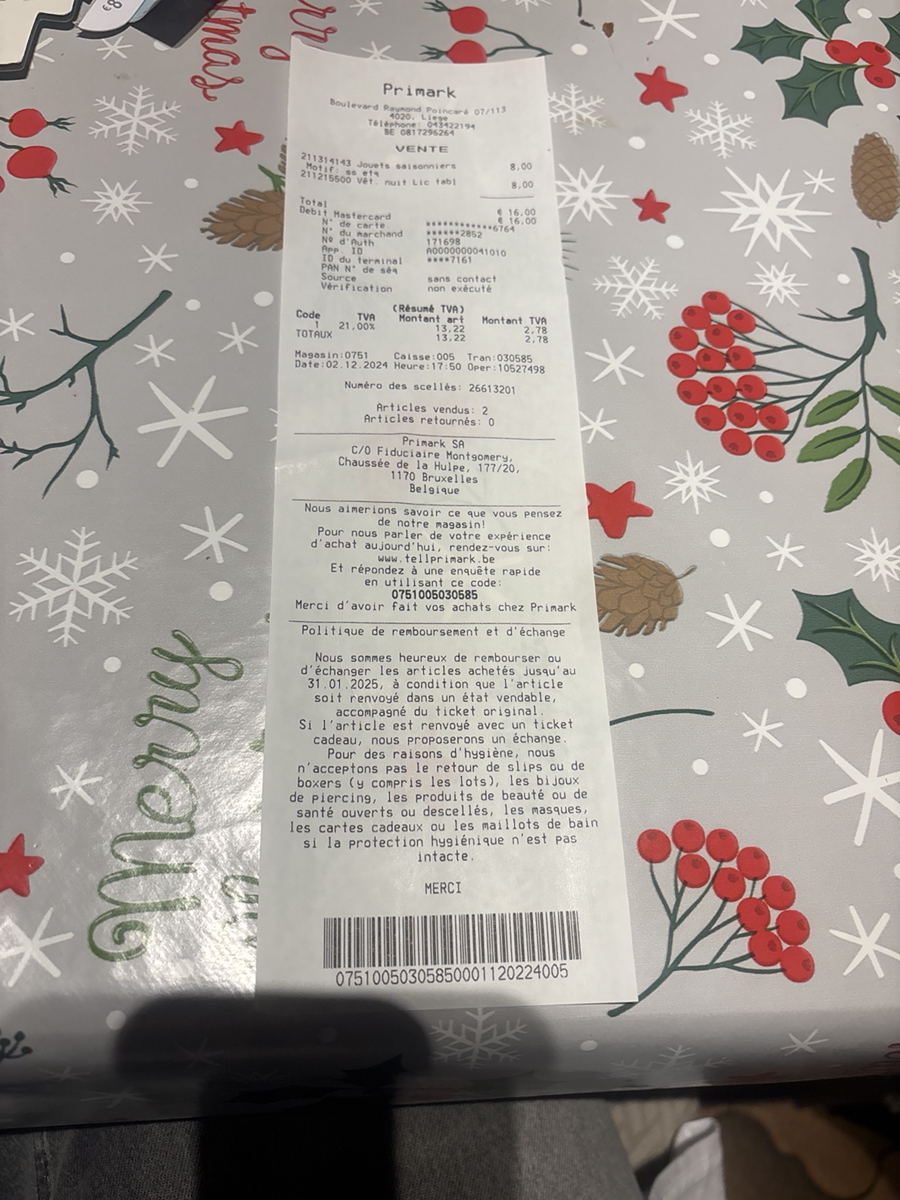 Primark
Boulevard Raymond Poincaré 07/113
4020, Liege
Téléphone: 043422194
BE 0817296264
VENTE
211314143 Jouets saisonniers 8,00
Motif: ss etq
211215500 Vêt. nuit Lic tabl 8,00
Total € 16,00
Debit Mastercard € 16,00
N° de carte ************6764
N° du marchand ******2852
Nº d'Auth 171698
App. ID A0000000041010
ID du terminal ****7161
PAN N° de séq
Source sans contact
Vérification non exécuté
(Résumé TVA)
Code TVA Montant art Montant TVA
1 21,00% 13,22 2,78
TOTAUX 13,22 2,78
Magasin:0751 Caisse:005 Tran:030585
Date:02.12.2024 Heure:17:50 Oper:10527498
Numéro des scellés: 26613201
Articles vendus: 2
Articles retournés: 0
Primark SA
C/O Fiduciaire Montgomery,
Chaussée de la Hulpe, 177/20,
1170 Bruxelles
Belgique
Nous aimerions savoir ce que vous pensez
de notre magasin!
Pour nous parler de votre expérience
d'achat aujourd'hui, rendez-vous sur:
www.tellprimark.be
Et répondez à une enquête rapide
en utilisant ce code:
0751005030585
Merci d'avoir fait vos achats chez Primark
Politique de remboursement et d'échange
Nous sommes heureux de rembourser ou
d'échanger les articles achetés jusqu'au
31.01.2025, à condition que l'article
soit renvoyé dans un état vendable,
accompagné du ticket original.
Si l'article est renvoyé avec un ticket
cadeau, nous proposerons un échange.
Pour des raisons d'hygiène, nous
n'acceptons pas le retour de slips ou de
boxers (y compris les lots), les bijoux
de piercing, les produits de beauté ou de
santé ouverts ou descellés, les masques,
les cartes cadeaux ou les maillots de bain
si la protection hygiénique n'est pas
intacte.
MERCI
07510050305850001120224005
Merry